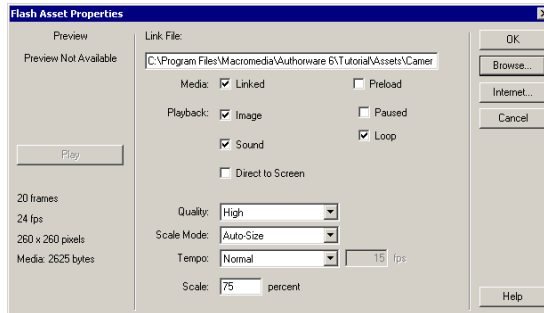 Flash Asset Properties
Preview
Preview Not Available
Play
20 frames
24 fps
260 x 260 pixels
Media: 2625 bytes
Link File:
C:\Program Files\Macromedia\Authorware 6\Tutorial\Assets\Camer
Media: Linked Preload
Playback: Image Paused
Sound Loop
Direct to Screen
Quality: High
Scale Mode: Auto-Size
Tempo: Normal 15 fps
Scale: 75 percent
OK
Browse...
Internet...
Cancel
Help